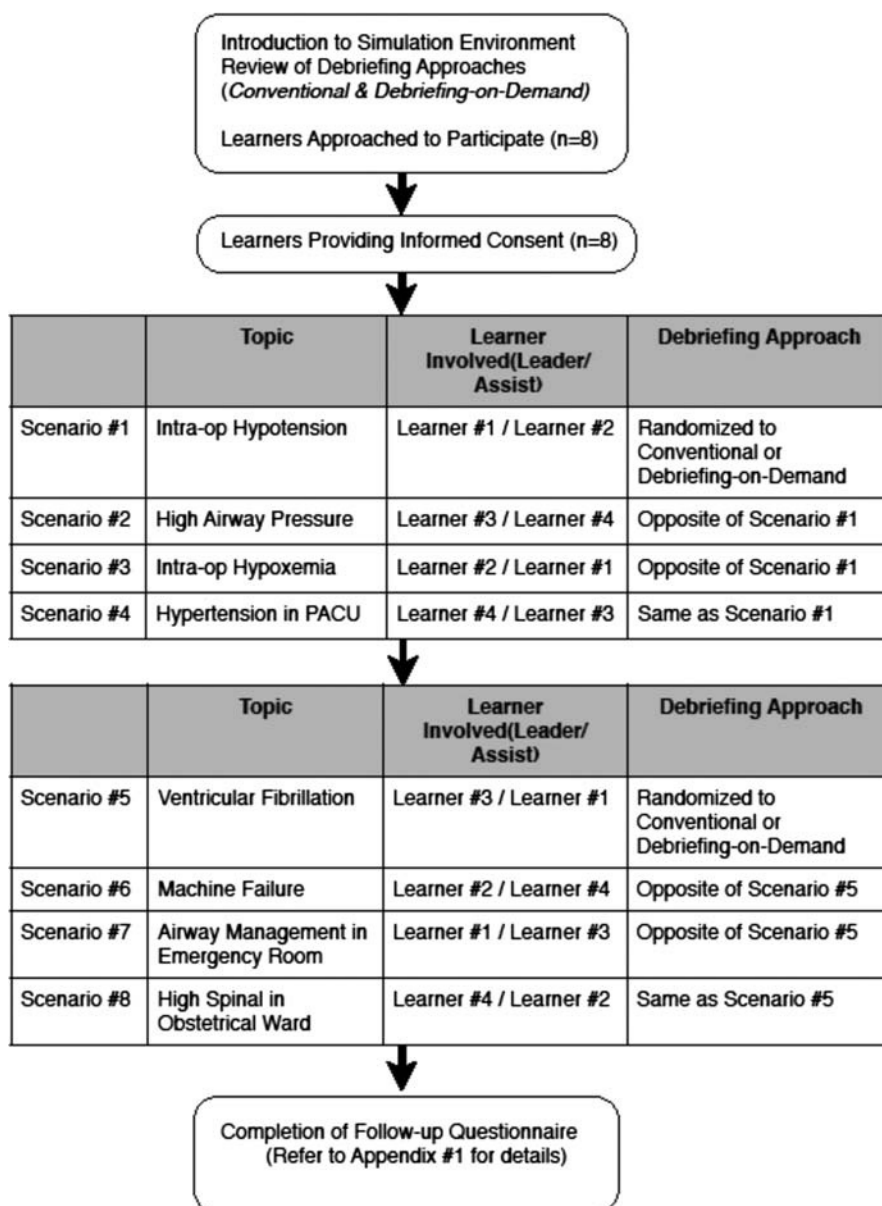 Introduction to Simulation Environment
Review of Debriefing Approaches
(Conventional & Debriefing-on-Demand)
Learners Approached to Participate (n=8)
Learners Providing Informed Consent (n=8)
Topic
Learner
Involved(Leader/
Assist)
Debriefing Approach
Scenario #1
Intra-op Hypotension
Learner #1 / Learner #2
Randomized to
Conventional or
Debriefing-on-Demand
Scenario #2
High Airway Pressure
Learner #3 / Learner #4
Opposite of Scenario #1
Scenario #3
Intra-op Hypoxemia
Learner #2 / Learner #1
Opposite of Scenario #1
Scenario #4
Hypertension in PACU
Learner #4 / Learner #3
Same as Scenario #1
Topic
Learner
Involved(Leader/
Assist)
Debriefing Approach
Scenario #5
Ventricular Fibrillation
Learner #3 / Learner #1
Randomized to
Conventional or
Debriefing-on-Demand
Scenario #6
Machine Failure
Learner #2 / Learner #4
Opposite of Scenario #5
Scenario #7
Airway Management in
Emergency Room
Learner #1 / Learner #3
Opposite of Scenario #5
Scenario #8
High Spinal in
Obstetrical Ward
Learner #4 / Learner #2
Same as Scenario #5
Completion of Follow-up Questionnaire
(Refer to Appendix #1 for details)